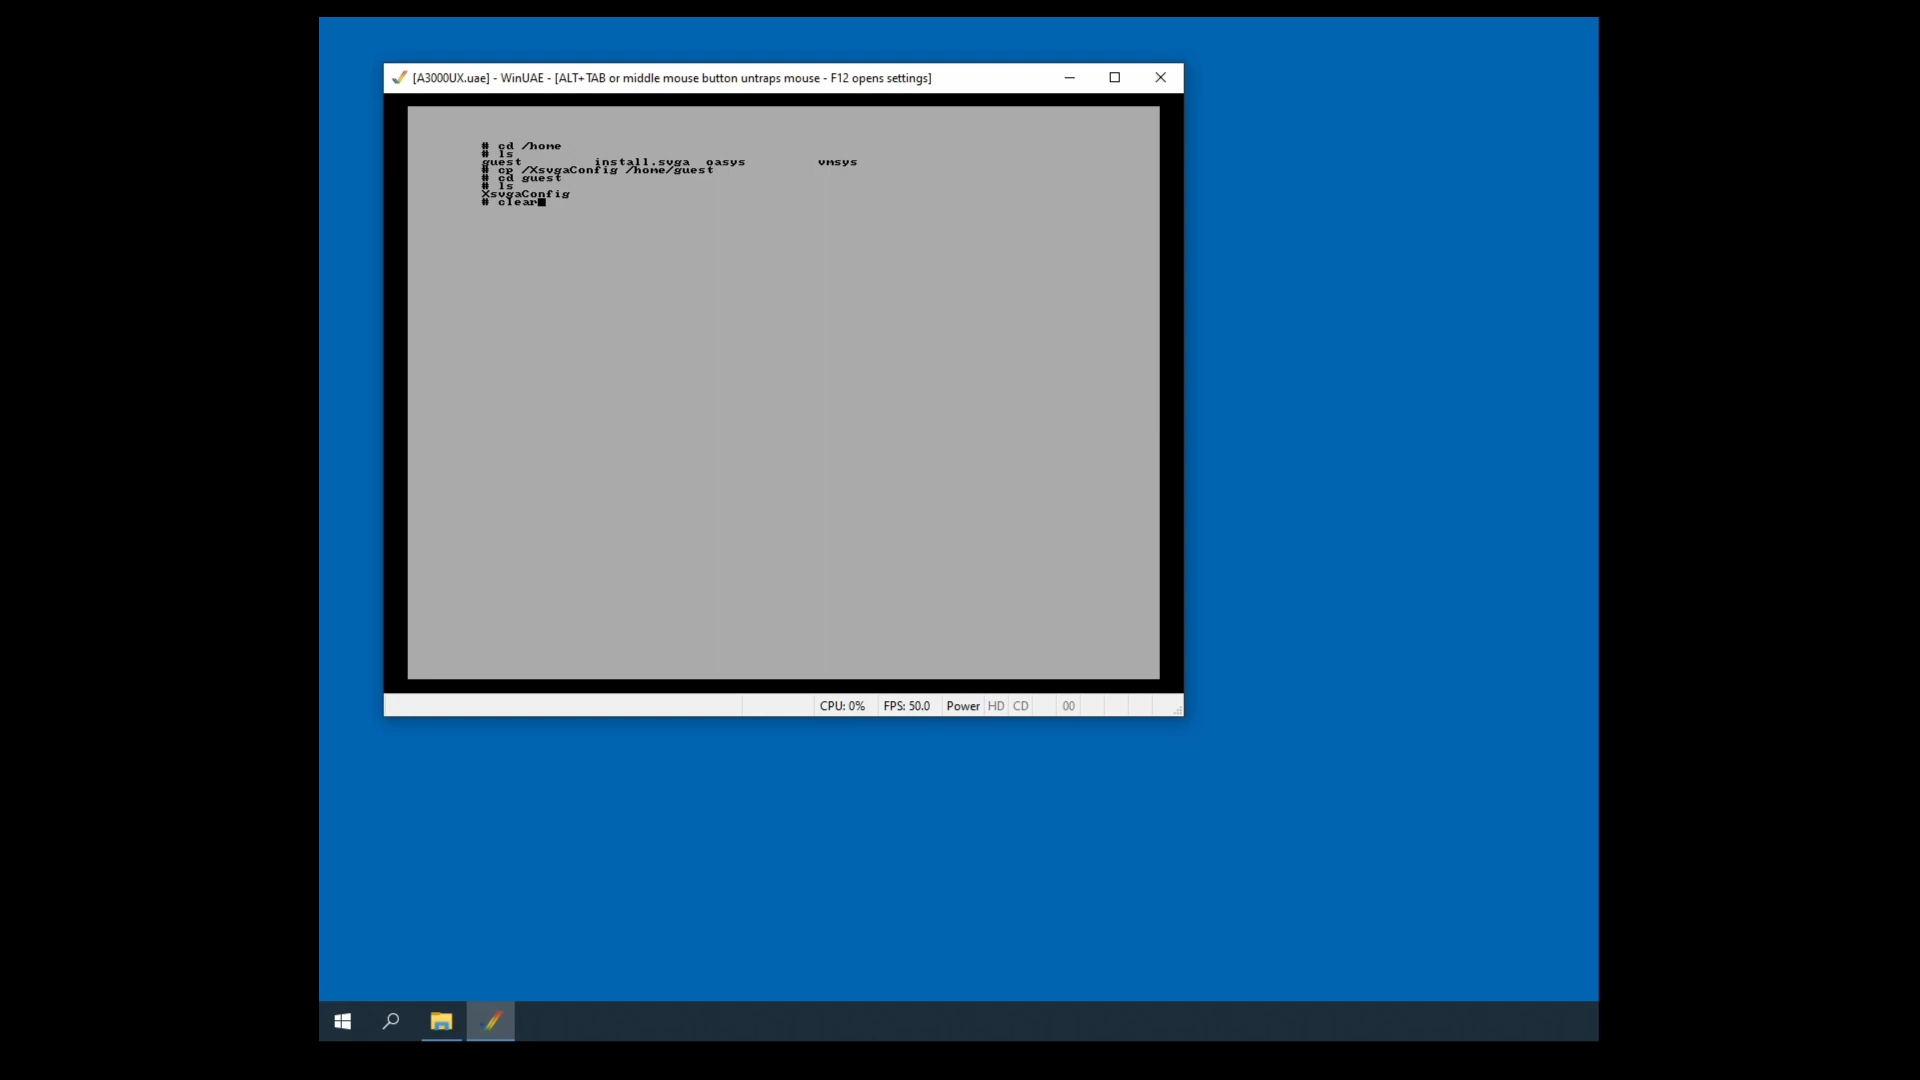 [A3000UX.uae] - WinUAE - [ALT+TAB or middle mouse button untraps mouse - F12 opens settings]
# cd /home
# ls
guest install.svga oasys vmsys
# cp /XsvgaConfig /home/guest
# cd guest
# ls
XsvgaConfig
# clear
CPU: 0% FPS: 50.0 Power HD CD 00